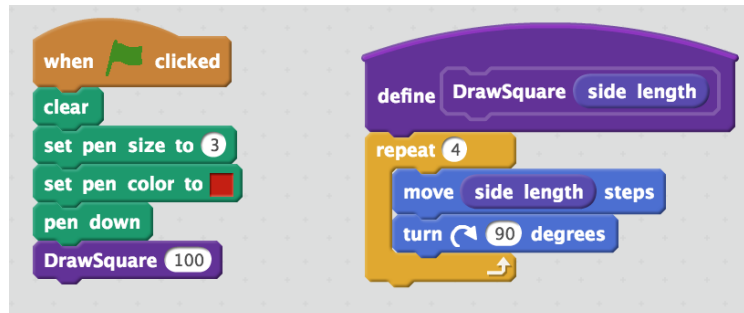 when clicked
clear
set pen size to 3
set pen color to
pen down
DrawSquare 100
define DrawSquare side length
repeat 4
move side length steps
turn 90 degrees